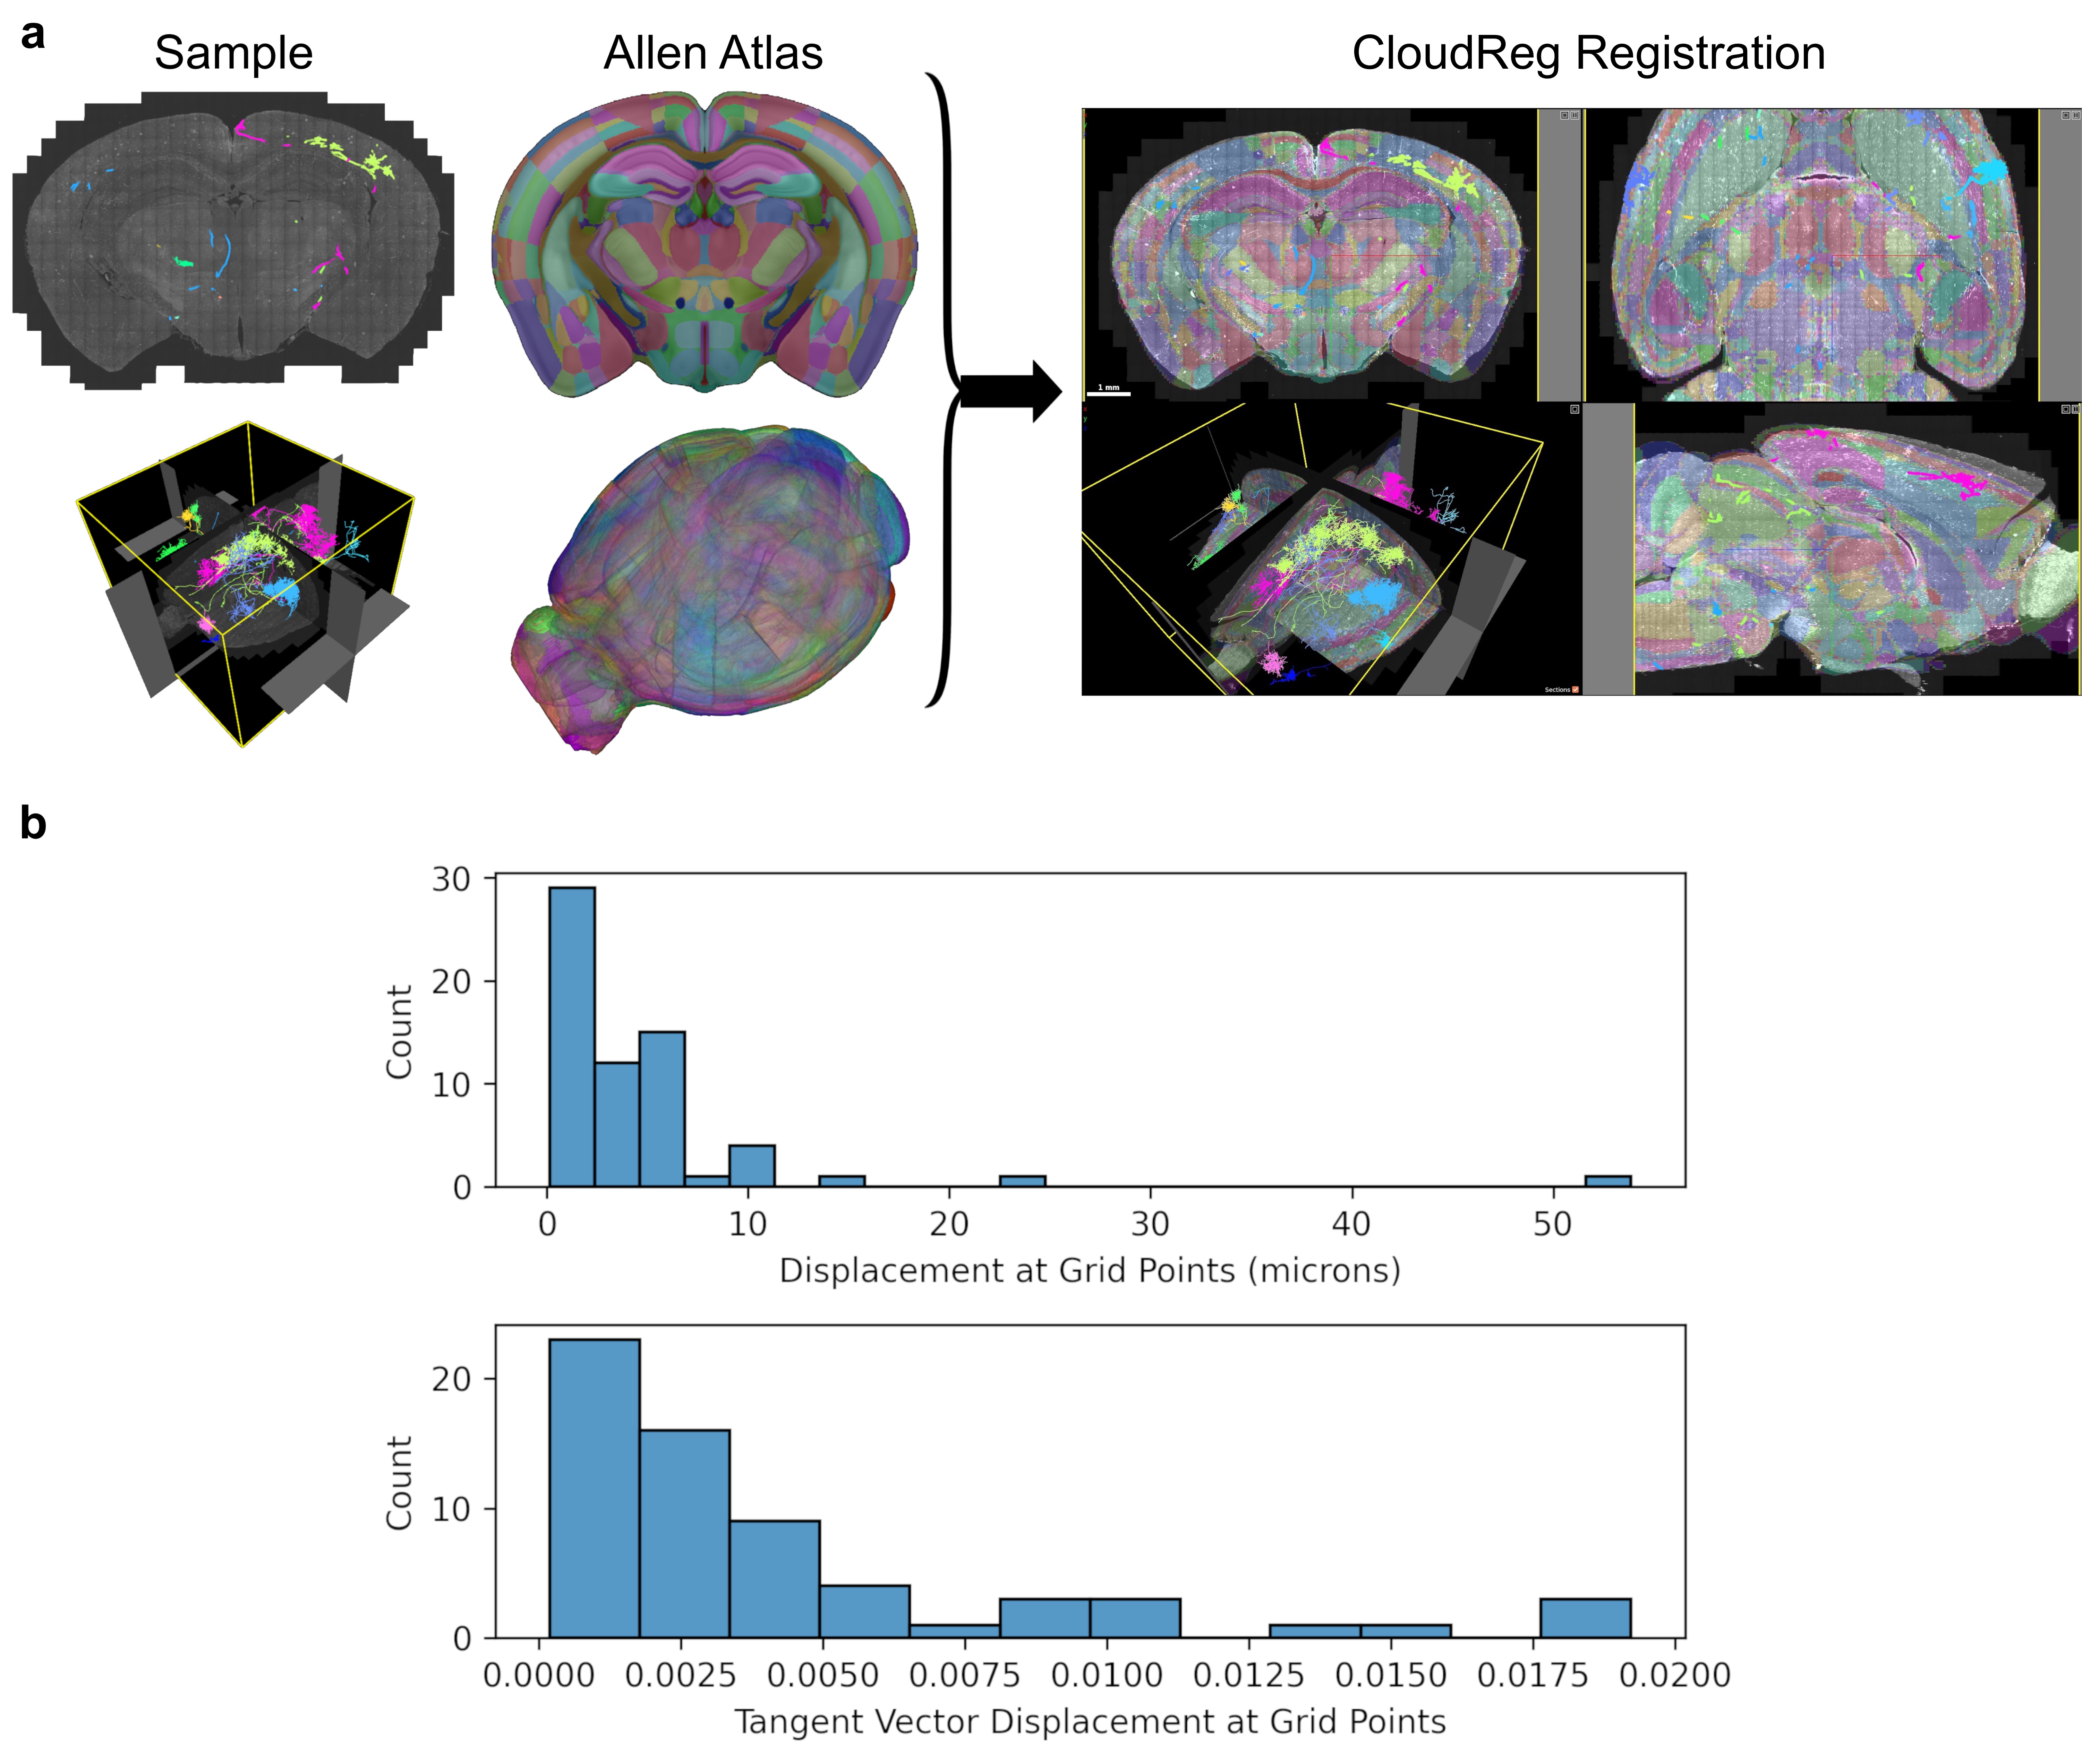 a
Sample
Allen Atlas
CloudReg Registration
1 mm
Sections
b
30
20
10
0
Count
0 10 20 30 40 50
Displacement at Grid Points (microns)
20
10
0
Count
0.0000 0.0025 0.0050 0.0075 0.0100 0.0125 0.0150 0.0175 0.0200
Tangent Vector Displacement at Grid Points